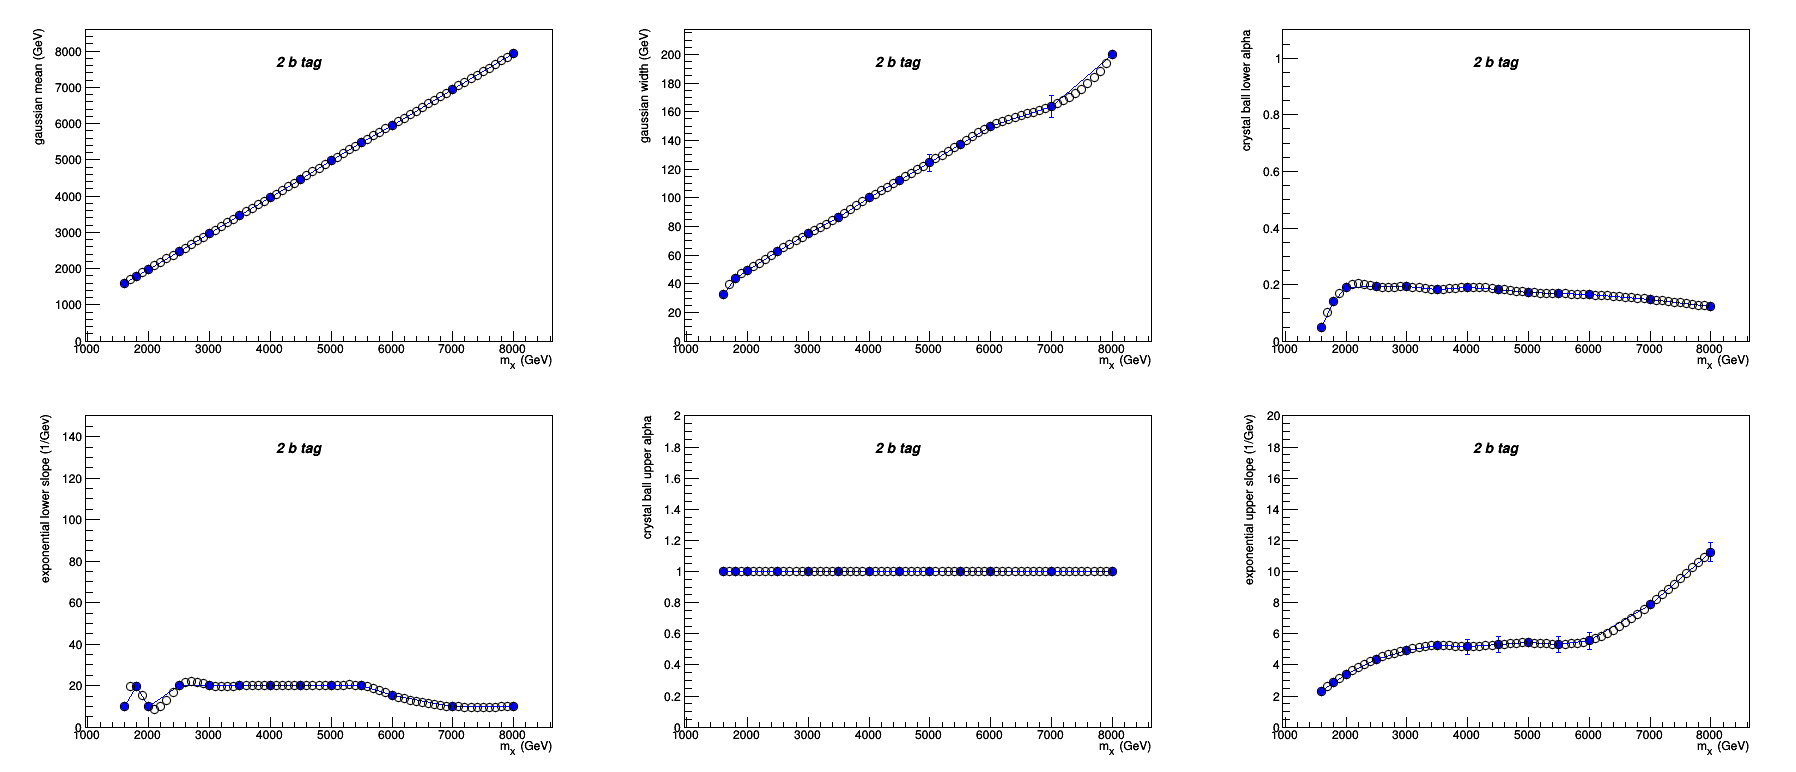 gaussian mean (GeV)
2 b tag
8000
7000
6000
5000
4000
3000
2000
1000
0
1000 2000 3000 4000 5000 6000 7000 8000
m_x (GeV)
gaussian width (GeV)
2 b tag
200
180
160
140
120
100
80
60
40
20
0
1000 2000 3000 4000 5000 6000 7000 8000
m_x (GeV)
crystal ball lower alpha
2 b tag
1
0.8
0.6
0.4
0.2
0
1000 2000 3000 4000 5000 6000 7000 8000
m_x (GeV)
exponential lower slope (1/Gev)
2 b tag
140
120
100
80
60
40
20
0
1000 2000 3000 4000 5000 6000 7000 8000
m_x (GeV)
crystal ball upper alpha
2 b tag
2
1.8
1.6
1.4
1.2
1
0.8
0.6
0.4
0.2
0
1000 2000 3000 4000 5000 6000 7000 8000
m_x (GeV)
exponential upper slope (1/Gev)
2 b tag
20
18
16
14
12
10
8
6
4
2
0
1000 2000 3000 4000 5000 6000 7000 8000
m_x (GeV)